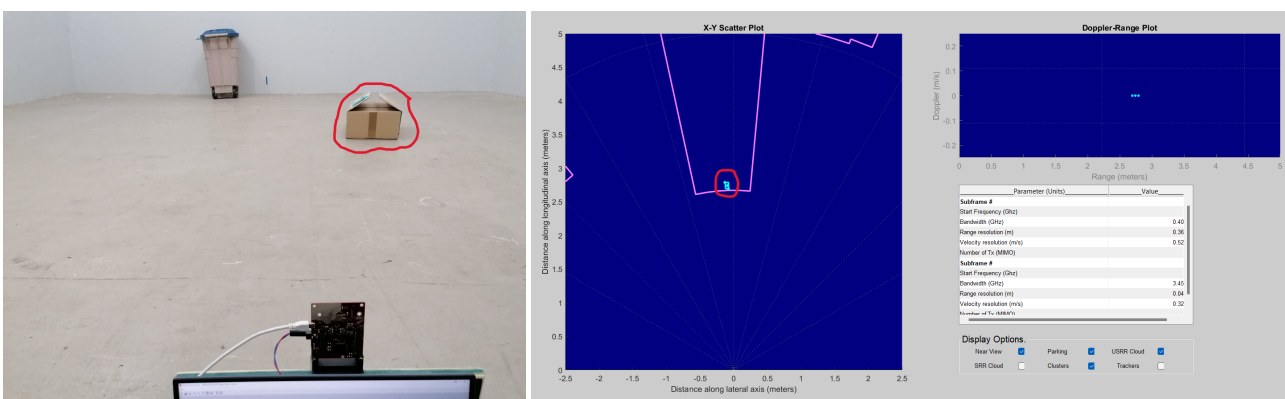 X-Y Scatter Plot
5
4.5
4
3.5
3
2.5
2
1.5
1
0.5
0
Distance along longitudinal axis (meters)
-2.5 -2 -1.5 -1 -0.5 0 0.5 1 1.5 2 2.5
Distance along lateral axis (meters)
Doppler-Range Plot
0.2
0.1
0
-0.1
-0.2
Doppler (m/s)
0 0.5 1 1.5 2 2.5 3 3.5 4 4.5 5
Range (meters)
Parameter (Units) Value
Subframe #
Start Frequency (Ghz)
Bandwidth (GHz) 0.40
Range resolution (m) 0.36
Velocity resolution (m/s) 0.52
Number of Tx (MIMO)
Subframe #
Start Frequency (Ghz)
Bandwidth (GHz) 3.45
Range resolution (m) 0.04
Velocity resolution (m/s) 0.32
Number of Tx (MIMO)
Display Options.
Near View Parking USRR Cloud
SRR Cloud Clusters Trackers